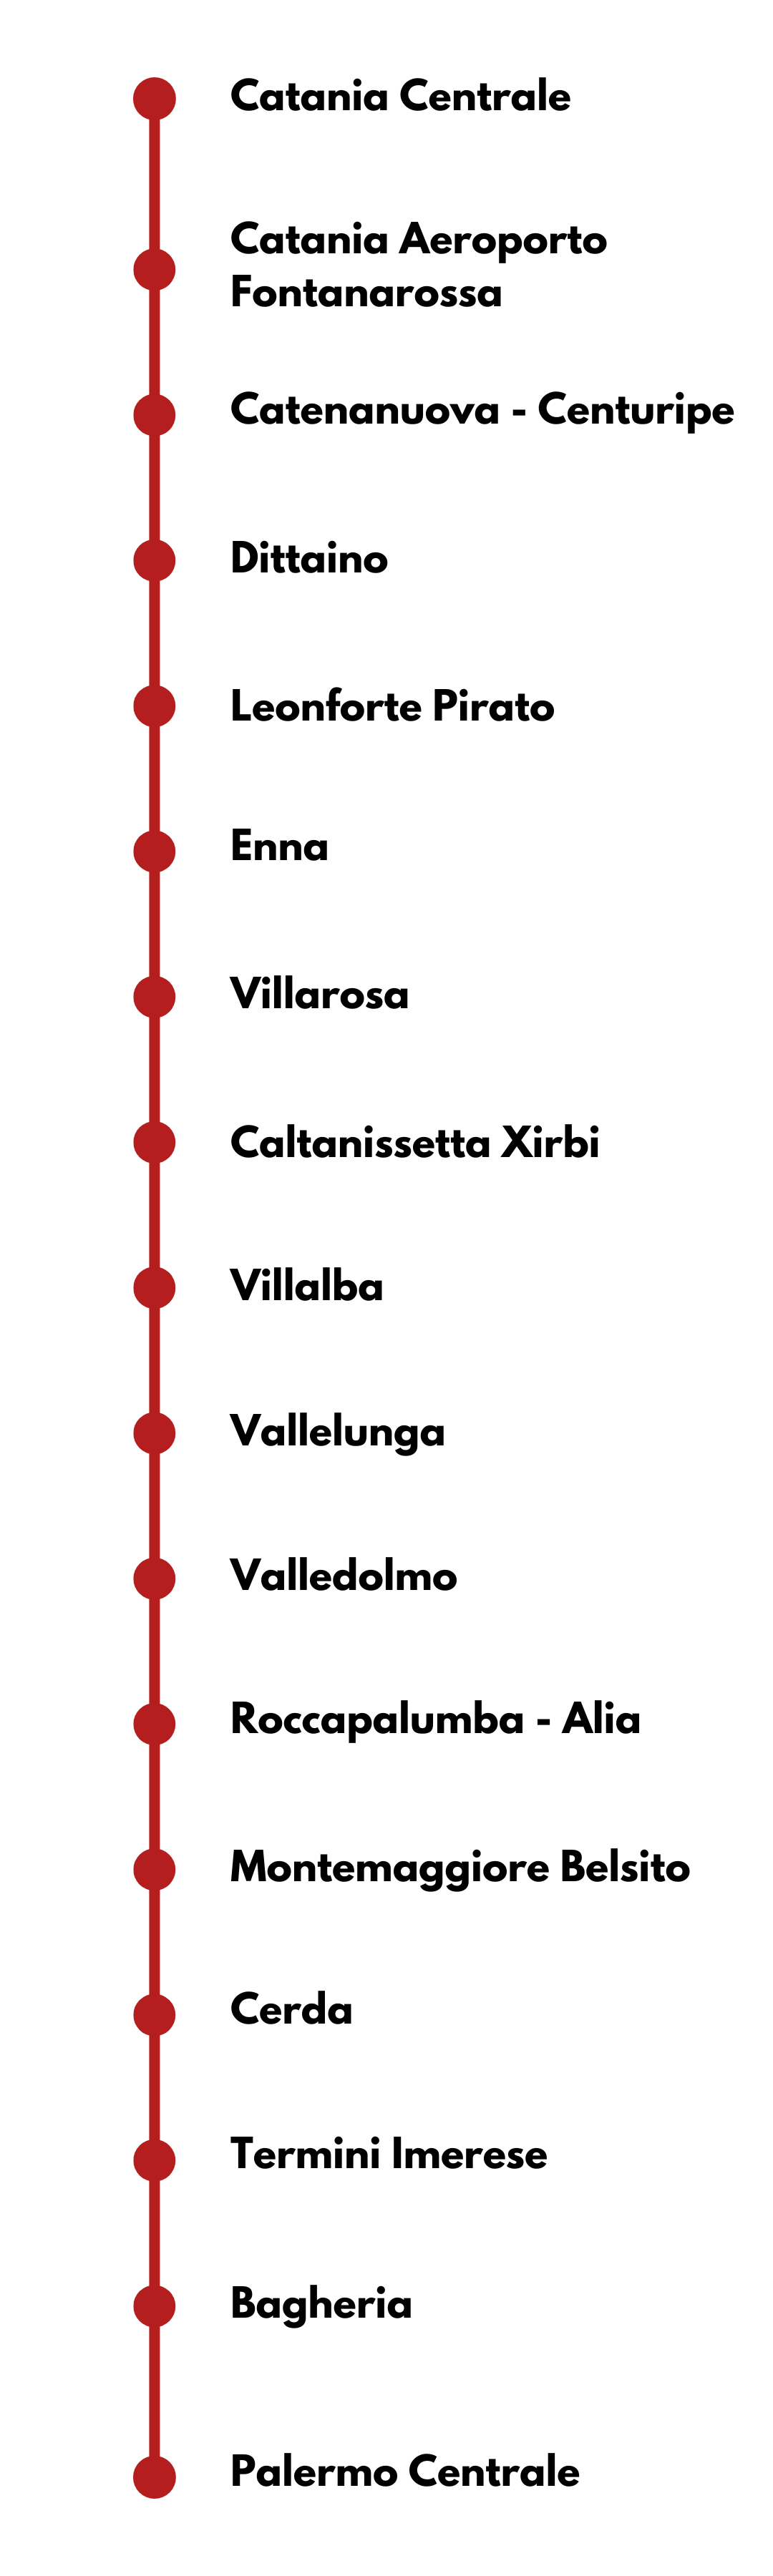 Catania Centrale
Catania Aeroporto
Fontanarossa
Catenanuova - Centuripe
Dittaino
Leonforte Pirato
Enna
Villarosa
Caltanissetta Xirbi
Villalba
Vallelunga
Valledolmo
Roccapalumba - Alia
Montemaggiore Belsito
Cerda
Termini Imerese
Bagheria
Palermo Centrale